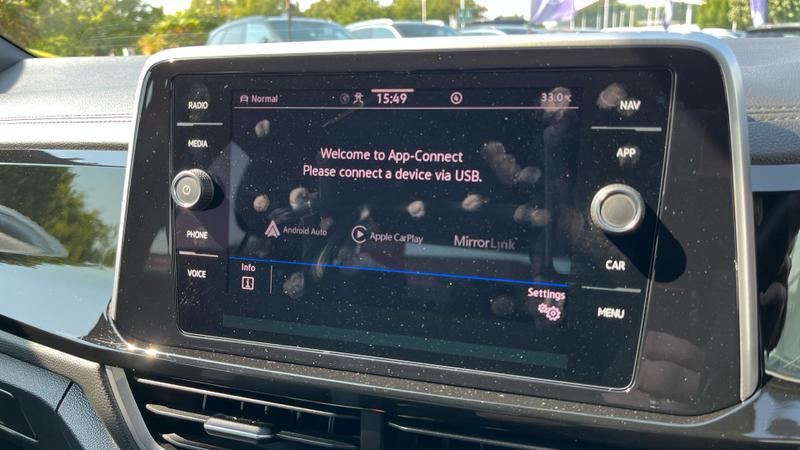 RADIO
MEDIA
PHONE
VOICE
Normal
15:49
33.0°C
Welcome to App-Connect
Please connect a device via USB.
Android Auto
Apple CarPlay
MirrorLink
Info
Settings
NAV
APP
CAR
MENU